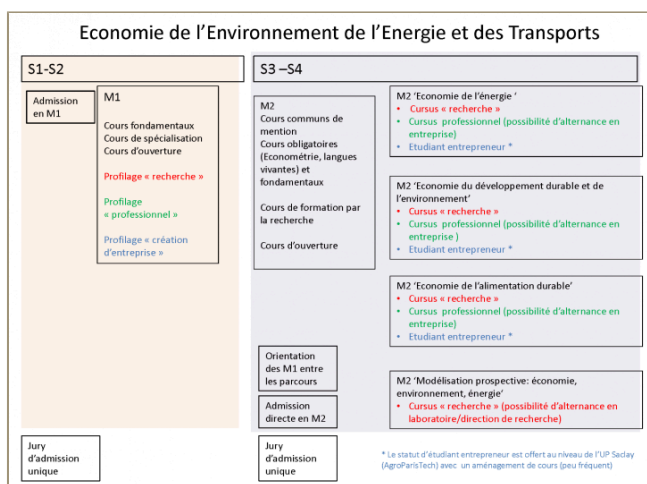 Economie de l'Environnement de l'Energie et des Transports
S1-S2
Admission
en M1
M1
Cours fondamentaux
Cours de spécialisation
Cours d'ouverture
Profilage « recherche »
Profilage
« professionnel »
Profilage « création
d'entreprise »
Jury
d'admission
unique
S3 –S4
M2
Cours communs de
mention
Cours obligatoires
(Econométrie, langues
vivantes) et
fondamentaux
Cours de formation par
la recherche
Cours d'ouverture
Orientation
des M1 entre
les parcours
Admission
directe en M2
Jury
d'admission
unique
M2 'Economie de l'énergie '
• Cursus « recherche »
• Cursus professionnel (possibilité d'alternance en
entreprise)
• Etudiant entrepreneur *
M2 'Economie du développement durable et de
l'environnement'
• Cursus « recherche »
• Cursus professionnel (possibilité d'alternance en
entreprise )
• Etudiant entrepreneur *
M2 'Economie de l'alimentation durable'
• Cursus « recherche »
• Cursus professionnel (possibilité d'alternance en
entreprise)
• Etudiant entrepreneur *
M2 'Modélisation prospective: économie,
environnement, énergie'
• Cursus « recherche » (possibilité d'alternance en
laboratoire/direction de recherche)
* Le statut d'étudiant entrepreneur est offert au niveau de l'UP Saclay
(AgroParisTech) avec un aménagement de cours (peu fréquent)